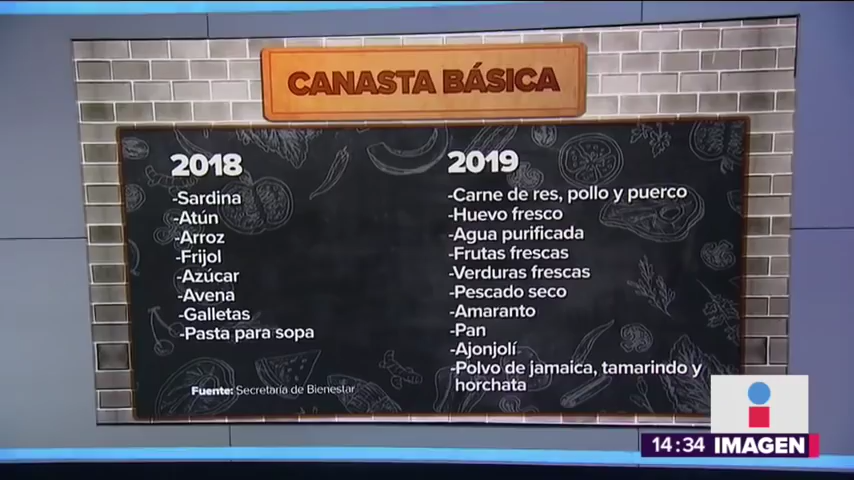 CANASTA BÁSICA
2018
-Sardina
-Atún
-Arroz
-Frijol
-Azúcar
-Avena
-Galletas
-Pasta para sopa
Fuente: Secretaría de Bienestar
2019
-Carne de res, pollo y puerco
-Huevo fresco
-Agua purificada
-Frutas frescas
-Verduras frescas
-Pescado seco
-Amaranto
-Pan
-Ajonjolí
-Polvo de jamaica, tamarindo y
horchata
14:34 IMAGEN